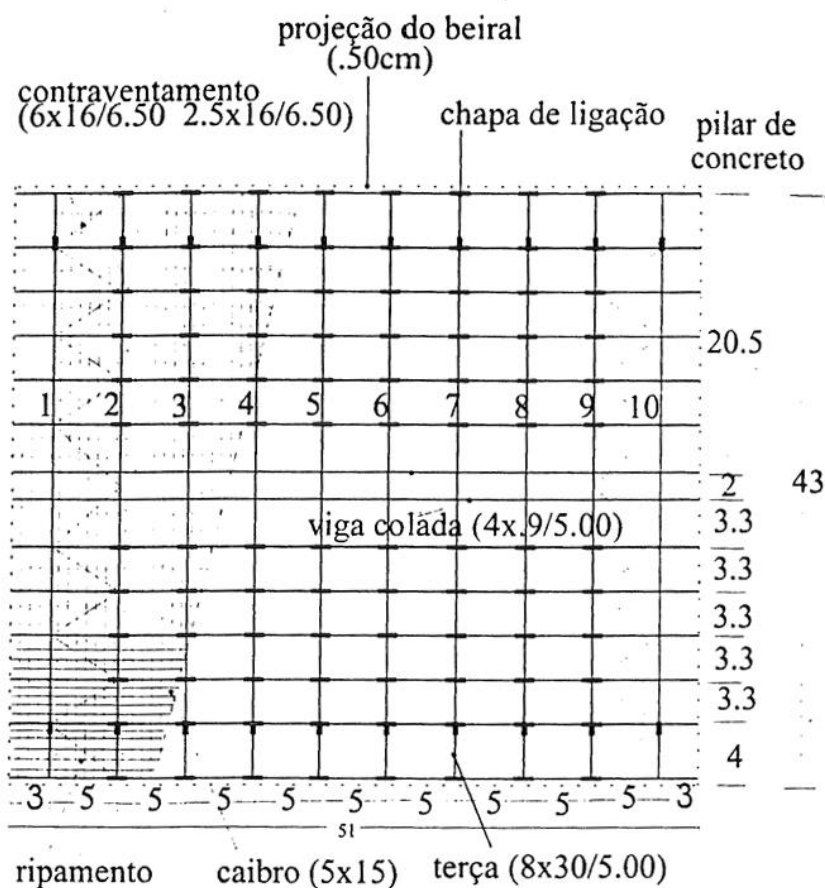 projeção do beiral
(.50cm)
contraventamento
(6x16/6.50 2.5x16/6.50)
chapa de ligação
pilar de
concreto
20.5
1 2 3 4 5 6 7 8 9 10
2
43
3.3
viga colada (4x.9/5.00)
3.3
3.3
3.3
3.3
4
3 5 5 5 5 5 5 5 5 5 3
51
ripamento
caibro (5x15)
terça (8x30/5.00)